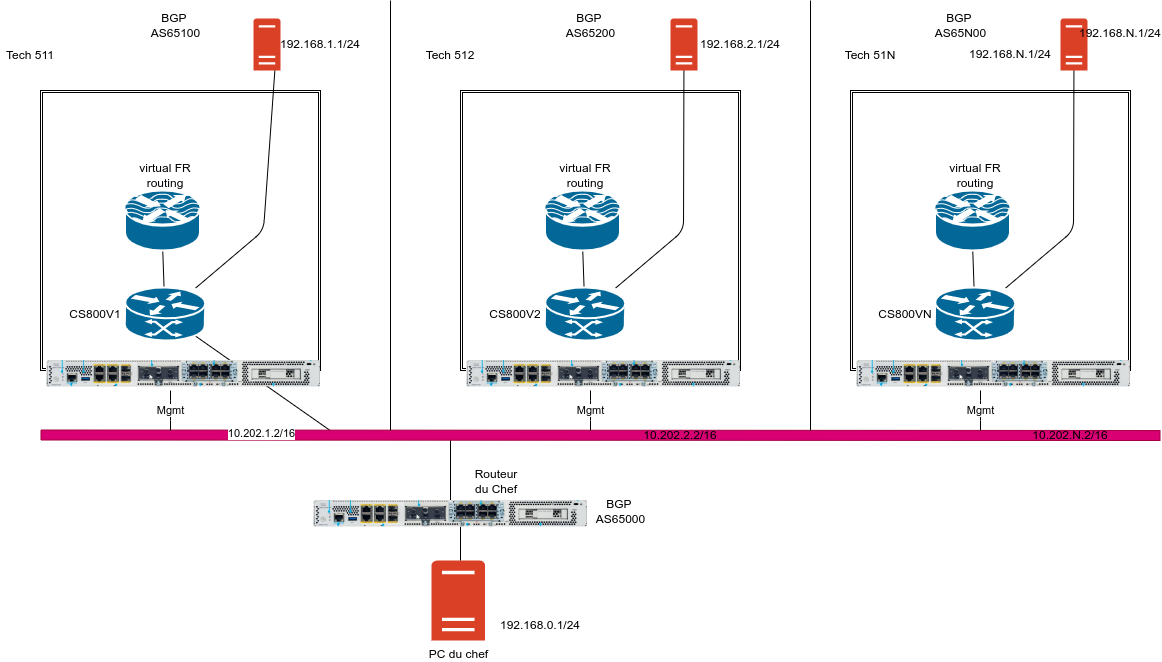 BGP
AS65100
Tech 511
192.168.1.1/24
virtual FR
routing
CS800V1
Mgmt
10.202.1.2/16
BGP
AS65200
Tech 512
192.168.2.1/24
virtual FR
routing
CS800V2
Mgmt
10.202.2.2/16
BGP
AS65N00
Tech 51N
192.168.N.1/24
192.168.N.1/24
virtual FR
routing
CS800VN
Mgmt
10.202.N.2/16
Routeur
du Chef
BGP
AS65000
192.168.0.1/24
PC du chef